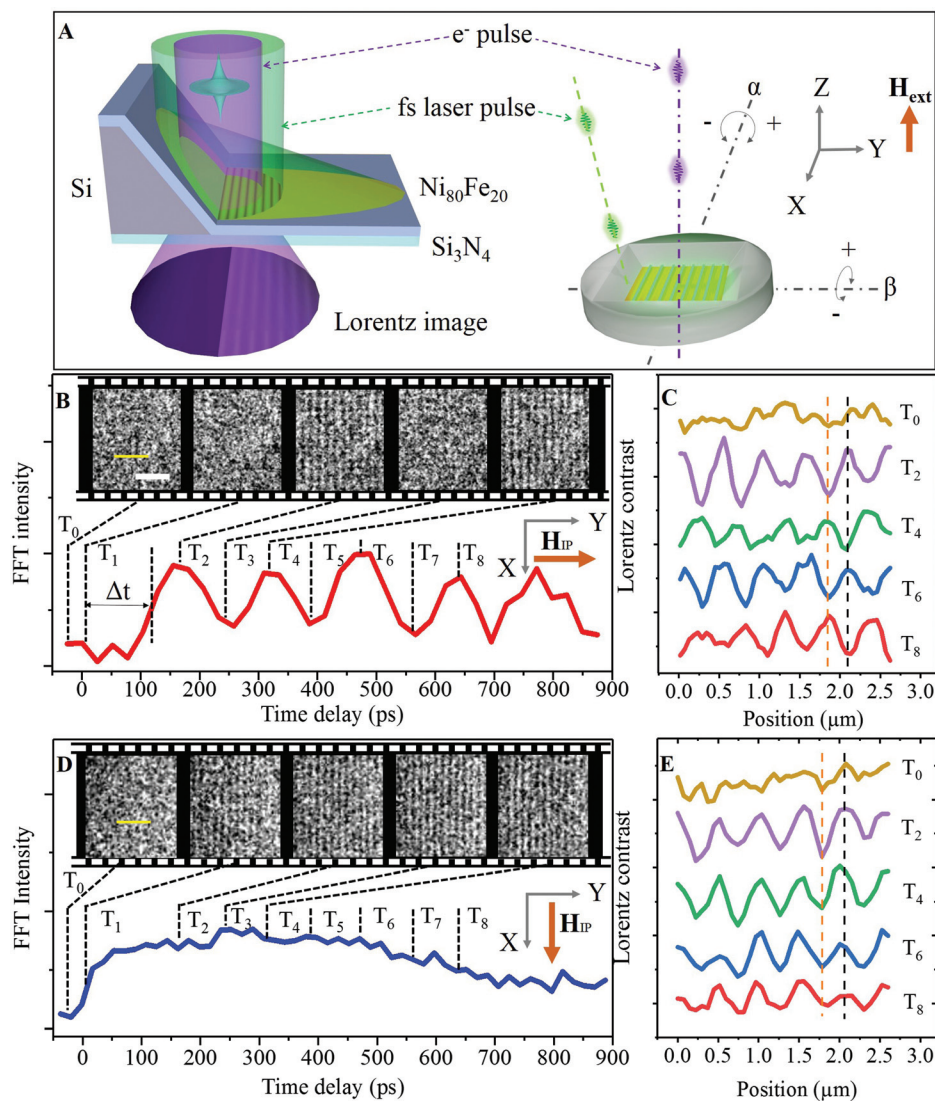 A
e- pulse
fs laser pulse
Si
Ni80Fe20
Si3N4
Lorentz image
α
- +
Z
Y
X
Hext
+
β
-
B
T0
T1 T2 T3 T4 T5 T6 T7 T8
Δt
Y
X
HIP
FFT intensity
0 100 200 300 400 500 600 700 800 900
Time delay (ps)
C
T0
T2
T4
T6
T8
Lorentz contrast
0.0 0.5 1.0 1.5 2.0 2.5 3.0
Position (μm)
D
T0
T1 T2 T3 T4 T5 T6 T7 T8
Y
X
HIP
FFT Intensity
0 100 200 300 400 500 600 700 800 900
Time delay (ps)
E
T0
T2
T4
T6
T8
Lorentz contrast
0.0 0.5 1.0 1.5 2.0 2.5 3.0
Position (μm)